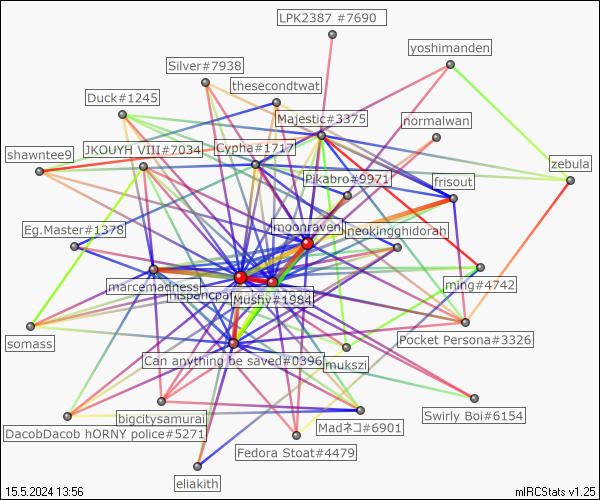 LPK2387 #7690
yoshimanden
Silver#7938
thesecondtwat
Duck#1245
Majestic#3375
normalwan
shawntee9
JKOUYH VIII#7034
Cypha#1717
Pikabro#9971
frisout
zebula
Eg.Master#1378
moonraven
neokingghidorah
marcemadness
hispancpa
Mushy#1984
ming#4742
somass
Can anything be saved#0396
mukszi
Pocket Persona#3326
DacobDacob hORNY police#5271
bigcitysamurai
Madネコ#6901
Swirly Boi#6154
Fedora Stoat#4479
eliakith
15.5.2024 13:56
mIRCStats v1.25